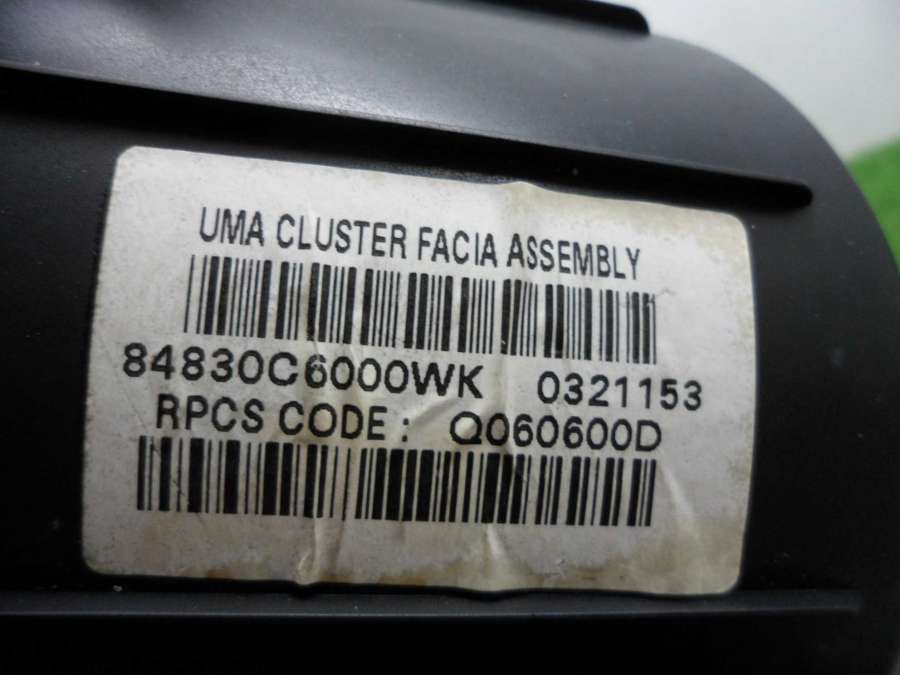 UMA CLUSTER FACIA ASSEMBLY
84830C6000WK 0321153
RPCS CODE : Q060600D